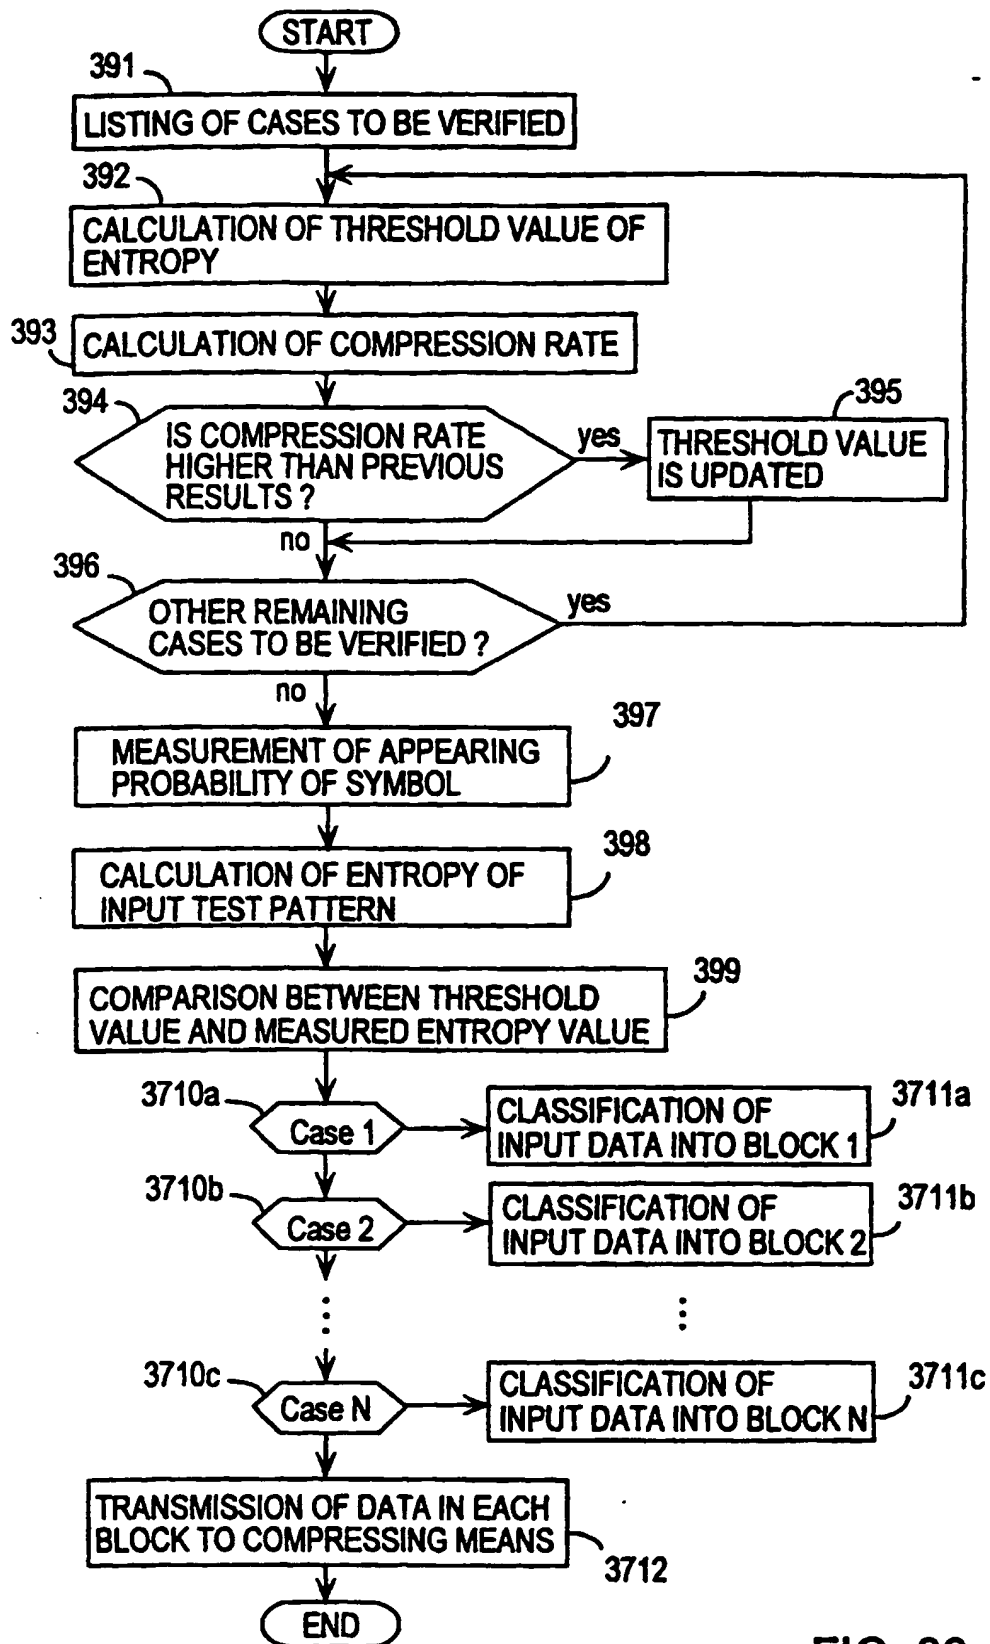 START
391
LISTING OF CASES TO BE VERIFIED
392
CALCULATION OF THRESHOLD VALUE OF
ENTROPY
393
CALCULATION OF COMPRESSION RATE
394
IS COMPRESSION RATE
HIGHER THAN PREVIOUS
RESULTS ?
yes
395
THRESHOLD VALUE
IS UPDATED
no
396
OTHER REMAINING
CASES TO BE VERIFIED ?
yes
no
397
MEASUREMENT OF APPEARING
PROBABILITY OF SYMBOL
398
CALCULATION OF ENTROPY OF
INPUT TEST PATTERN
399
COMPARISON BETWEEN THRESHOLD
VALUE AND MEASURED ENTROPY VALUE
3710a
Case 1
CLASSIFICATION OF
INPUT DATA INTO BLOCK 1
3711a
3710b
Case 2
CLASSIFICATION OF
INPUT DATA INTO BLOCK 2
3711b
3710c
Case N
CLASSIFICATION OF
INPUT DATA INTO BLOCK N
3711c
TRANSMISSION OF DATA IN EACH
BLOCK TO COMPRESSING MEANS
3712
END